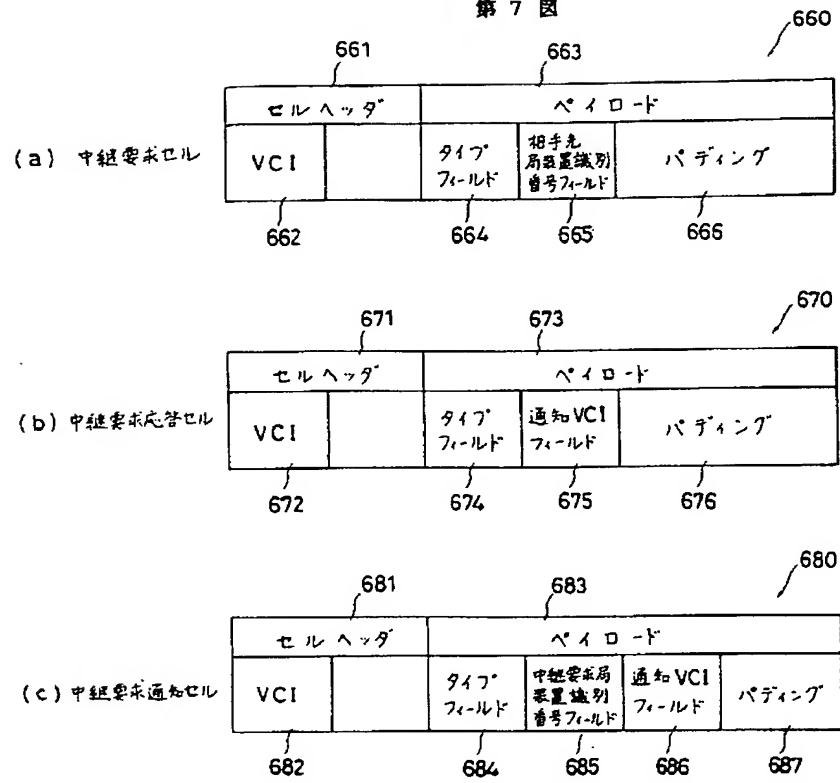 第 7 図
660
661
663
セルヘッダ
ペイロード
(a) 中継要求セル
VCI
タイプ
フィールド
相手先
局装置識別
番号フィールド
パディング
662
664
665
666
670
671
673
セルヘッダ
ペイロード
(b) 中継要求応答セル
VCI
タイプ
フィールド
通知VCI
フィールド
パディング
672
674
675
676
680
681
683
セルヘッダ
ペイロード
(c) 中継要求通知セル
VCI
タイプ
フィールド
中継要求局
装置識別
番号フィールド
通知VCI
フィールド
パディング
682
684
685
686
687